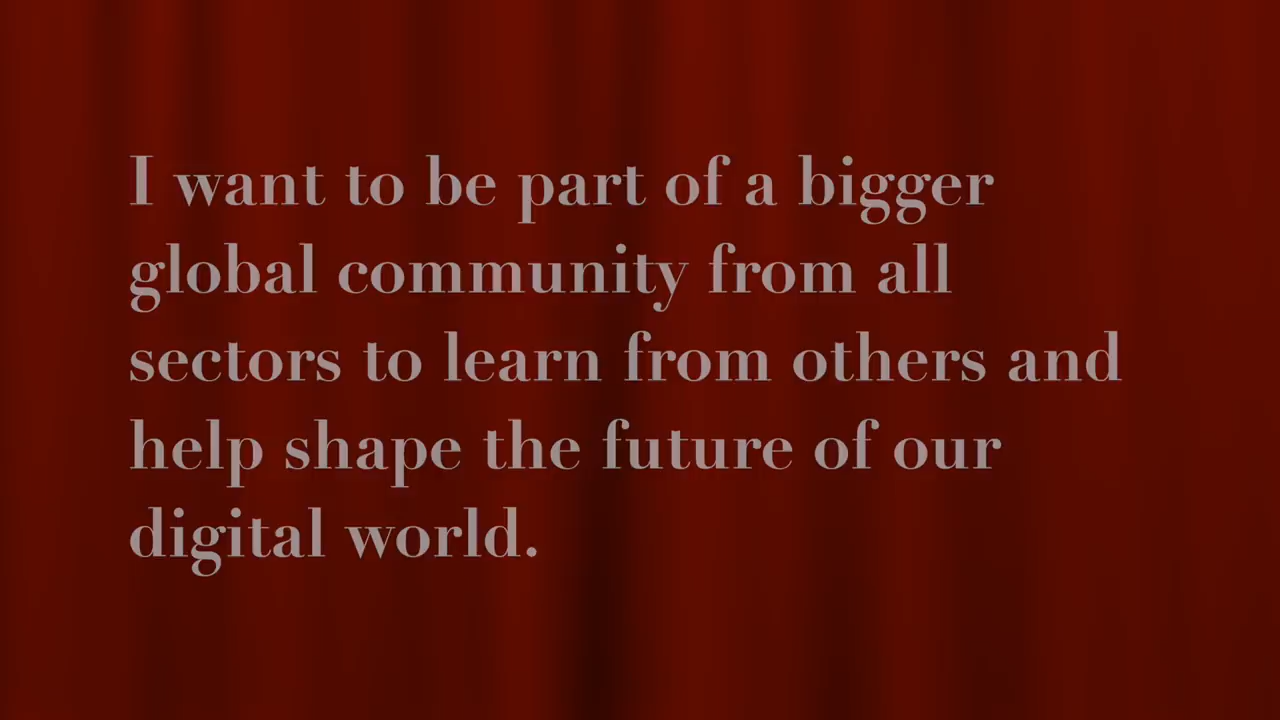 I want to be part of a bigger
global community from all
sectors to learn from others and
help shape the future of our
digital world.